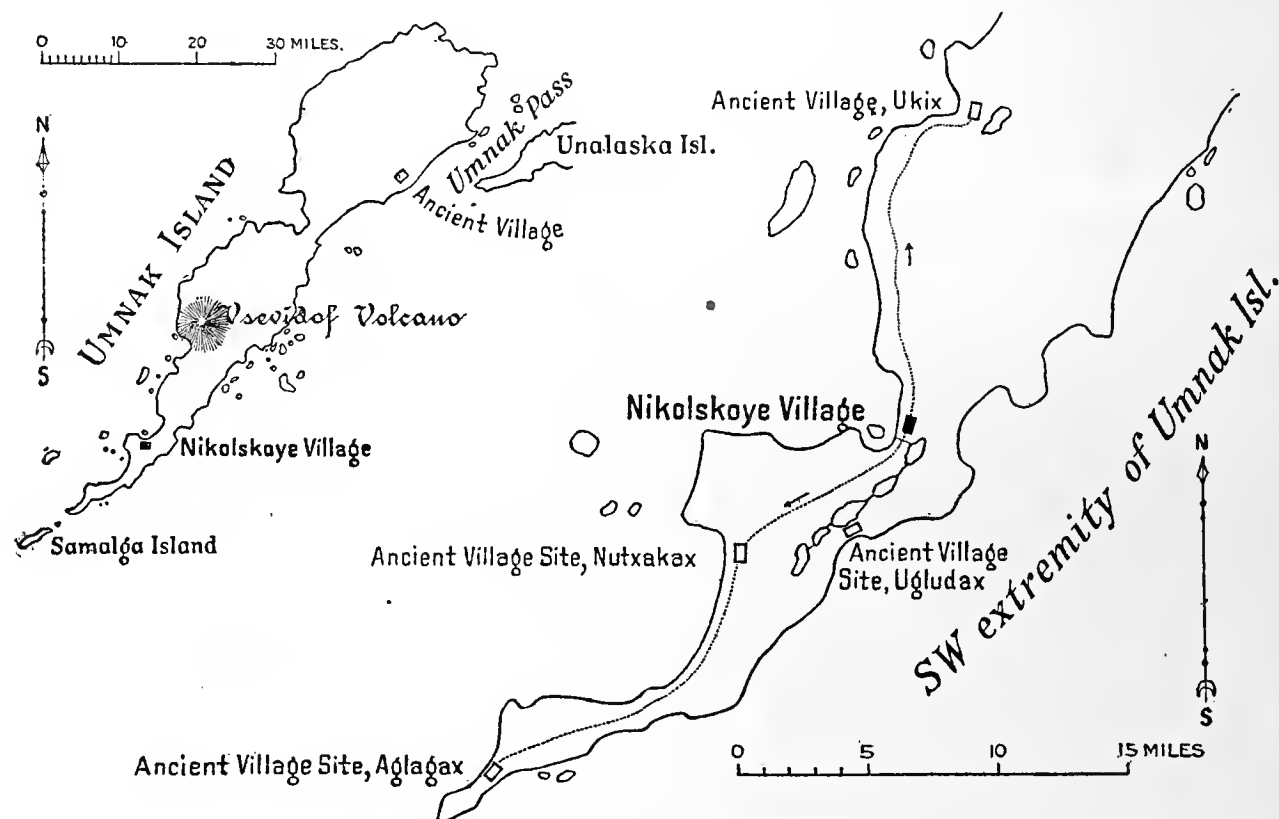 0 10 20 30 MILES.
N
S
UMNAK ISLAND
Umnak Pass
Unalaska Isl.
Ancient Village
Vsevidof Volcano
Nikolskoye Village
Samalga Island
Ancient Village, Ukix
Nikolskoye Village
Ancient Village Site, Nutxakax
Ancient Village
Site, Ugludax
Ancient Village Site, Aglagax
SW extremity of Umnak Isl.
N
S
0 5 10 15 MILES